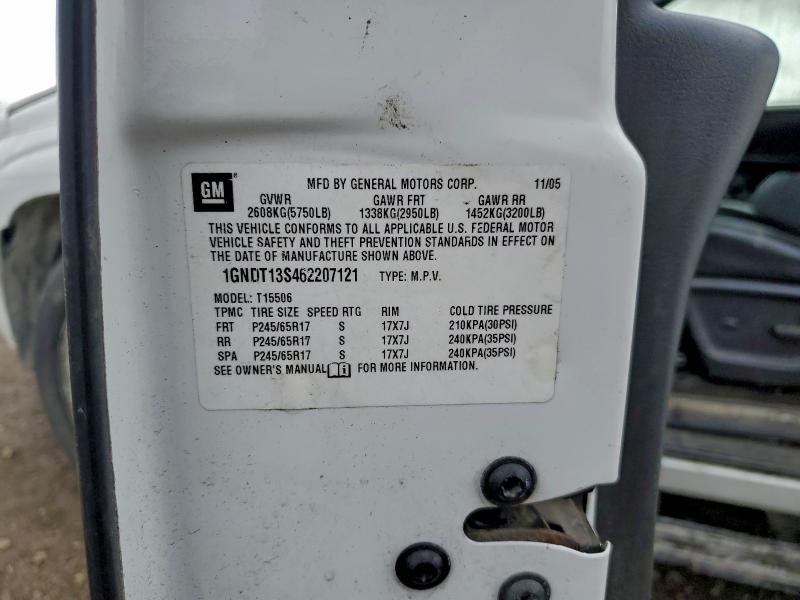 GM
MFD BY GENERAL MOTORS CORP. 11/05
GVWR GAWR FRT GAWR RR
2608KG(5750LB) 1338KG(2950LB) 1452KG(3200LB)
THIS VEHICLE CONFORMS TO ALL APPLICABLE U.S. FEDERAL MOTOR
VEHICLE SAFETY AND THEFT PREVENTION STANDARDS IN EFFECT ON
THE DATE OF MANUFACTURE SHOWN ABOVE.
1GNDT13S462207121 TYPE: M.P.V.
MODEL: T15506
TPMC TIRE SIZE SPEED RTG RIM COLD TIRE PRESSURE
FRT P245/65R17 S 17X7J 210KPA(30PSI)
RR P245/65R17 S 17X7J 240KPA(35PSI)
SPA P245/65R17 S 17X7J 240KPA(35PSI)
SEE OWNER'S MANUAL FOR MORE INFORMATION.